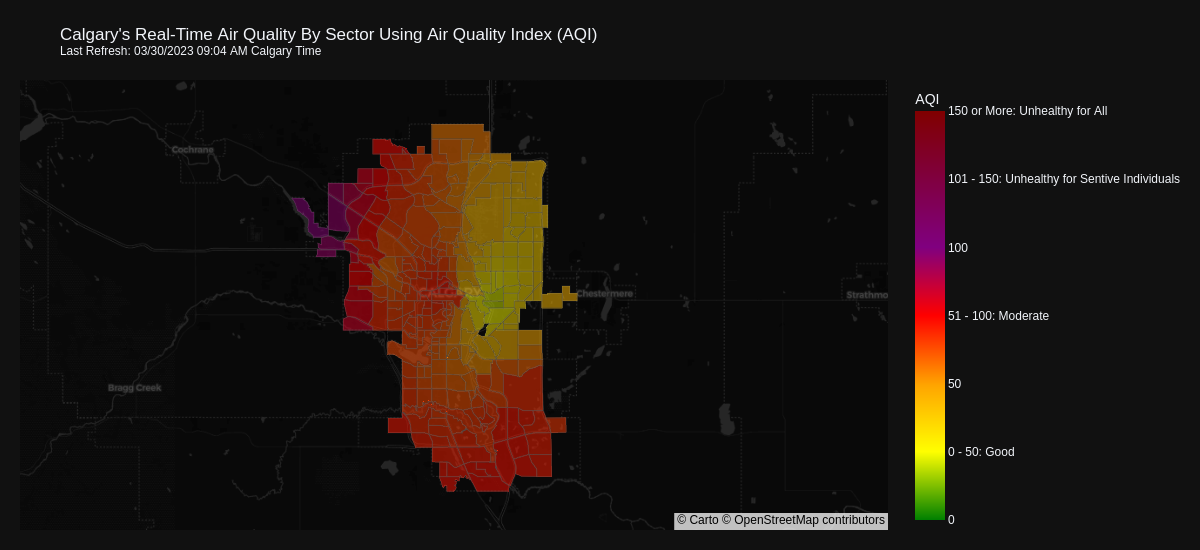 Calgary's Real-Time Air Quality By Sector Using Air Quality Index (AQI)
Last Refresh: 03/30/2023 09:04 AM Calgary Time
AQI
150 or More: Unhealthy for All
101 - 150: Unhealthy for Sentive Individuals
100
51 - 100: Moderate
50
0 - 50: Good
0
Cochrane
CALGARY
Chestermere
Strathmo
Bragg Creek
© Carto © OpenStreetMap contributors